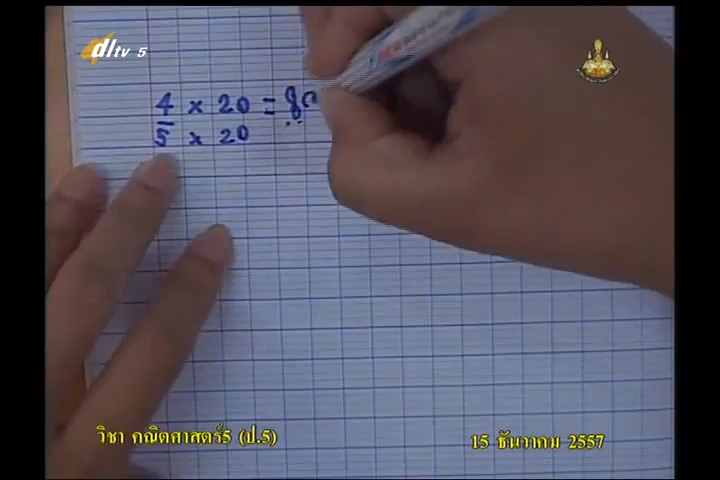 dltv 5
4 × 20 = 80
5 × 20
วิชา คณิตศาสตร์5 (ป.5)
15 ธันวาคม 2557